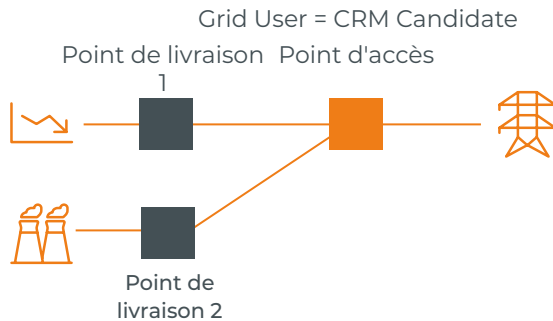 Grid User = CRM Candidate
Point de livraison
1
Point d'accès
Point de
livraison 2